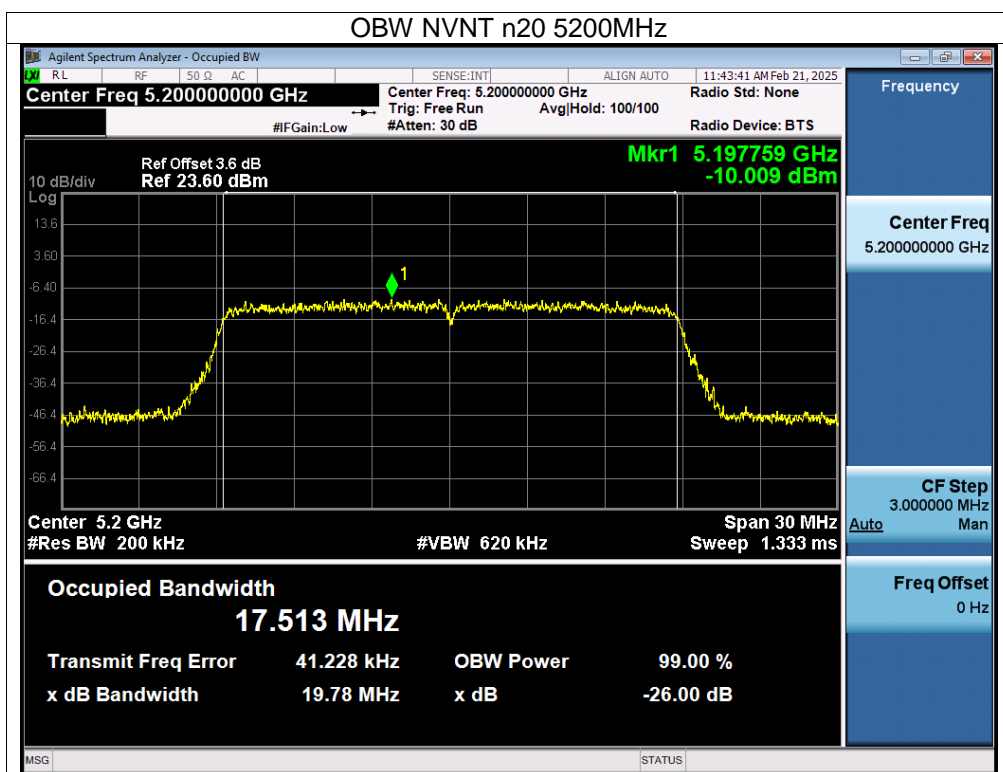 OBW NVNT n20 5200MHz
Agilent Spectrum Analyzer - Occupied BW
LXI RL RF 50 Ω AC SENSE:INT ALIGN AUTO 11:43:41 AM Feb 21, 2025
Center Freq 5.200000000 GHz Center Freq: 5.200000000 GHz Radio Std: None
Trig: Free Run Avg|Hold: 100/100
#IFGain:Low #Atten: 30 dB Radio Device: BTS
Frequency
Ref Offset 3.6 dB Mkr1 5.197759 GHz
10 dB/div Ref 23.60 dBm -10.009 dBm
Log
13.6
3.60
-6.40
-16.4
-26.4
-36.4
-46.4
-56.4
-66.4
1
Center 5.2 GHz Span 30 MHz
#Res BW 200 kHz #VBW 620 kHz Sweep 1.333 ms
Center Freq
5.200000000 GHz
CF Step
3.000000 MHz
Auto Man
Freq Offset
0 Hz
Occupied Bandwidth
17.513 MHz
Transmit Freq Error 41.228 kHz OBW Power 99.00 %
x dB Bandwidth 19.78 MHz x dB -26.00 dB
MSG STATUS